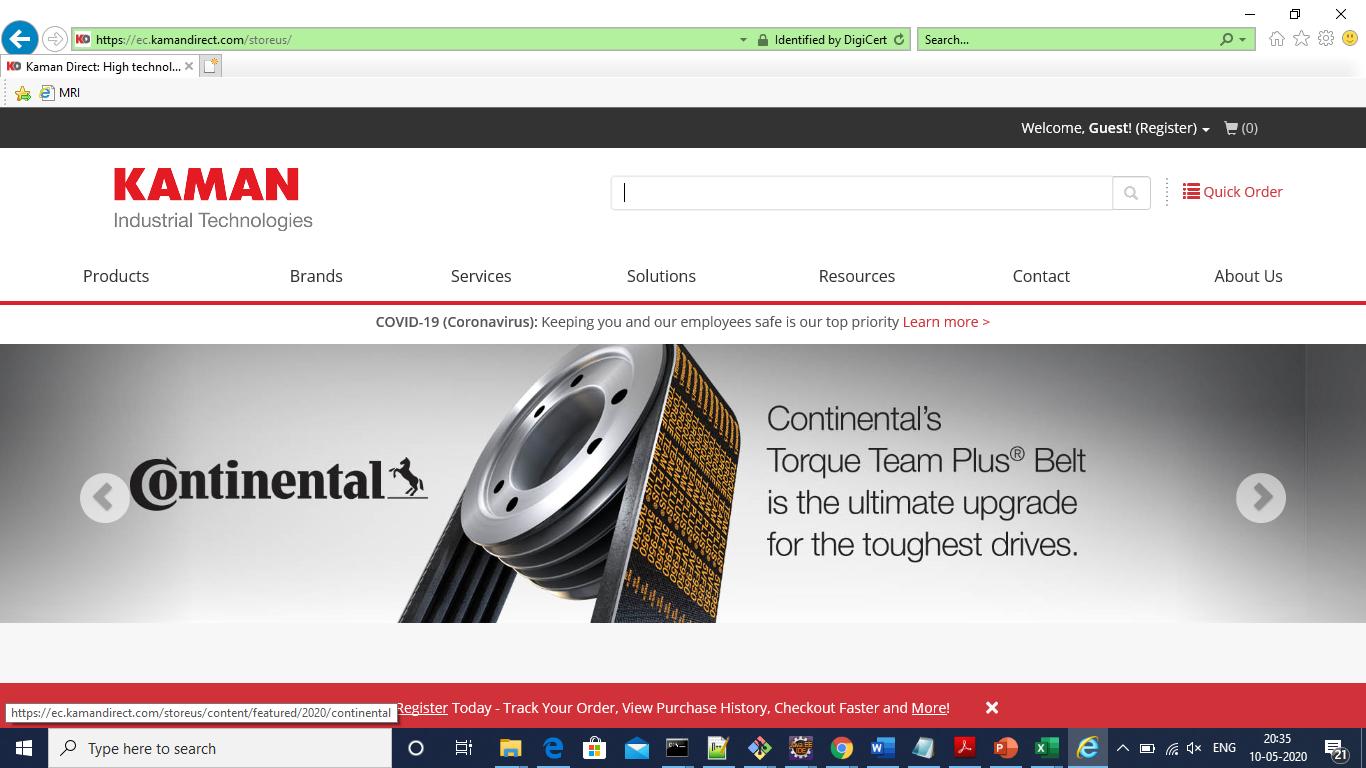 https://ec.kamandirect.com/storeus/
Identified by DigiCert
Search...
Kaman Direct: High technol...
MRI
Welcome, Guest! (Register)
(0)
KAMAN
Industrial Technologies
Quick Order
Products
Brands
Services
Solutions
Resources
Contact
About Us
COVID-19 (Coronavirus): Keeping you and our employees safe is our top priority Learn more >
Continental
Continental's
Torque Team Plus® Belt
is the ultimate upgrade
for the toughest drives.
Register Today - Track Your Order, View Purchase History, Checkout Faster and More!
https://ec.kamandirect.com/storeus/content/featured/2020/continental
Type here to search
ENG
20:35
10-05-2020
21